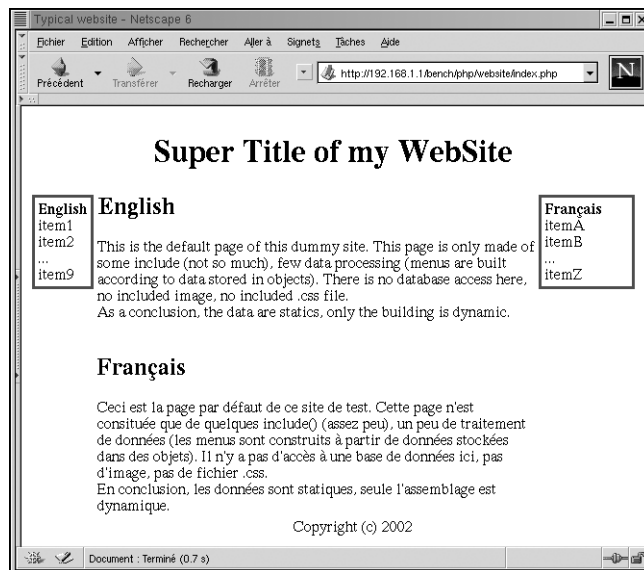 Typical website - Netscape 6
Fichier Edition Afficher Rechercher Aller à Signets Tâches Aide
Précédent Transférer Recharger Arrêter http://192.168.1.1/bench/php/website/index.php N
Super Title of my WebSite
English
item1
item2
...
item9
English
This is the default page of this dummy site. This page is only made of
some include (not so much), few data processing (menus are built
according to data stored in objects). There is no database access here,
no included image, no included .css file.
As a conclusion, the data are statics, only the building is dynamic.
Français
itemA
itemB
...
itemZ
Français
Ceci est la page par défaut de ce site de test. Cette page n'est
consituée que de quelques include() (assez peu), un peu de traitement
de données (les menus sont construits à partir de données stockées
dans des objets). Il n'y a pas d'accès à une base de données ici, pas
d'image, pas de fichier .css.
En conclusion, les données sont statiques, seule l'assemblage est
dynamique.
Copyright (c) 2002
Document : Terminé (0.7 s)